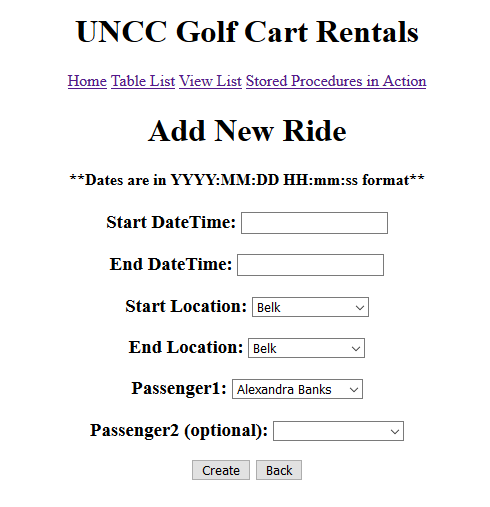 UNCC Golf Cart Rentals
Home Table List View List Stored Procedures in Action
Add New Ride
**Dates are in YYYY:MM:DD HH:mm:ss format**
Start DateTime:
End DateTime:
Start Location: Belk
End Location: Belk
Passenger1: Alexandra Banks
Passenger2 (optional):
Create Back